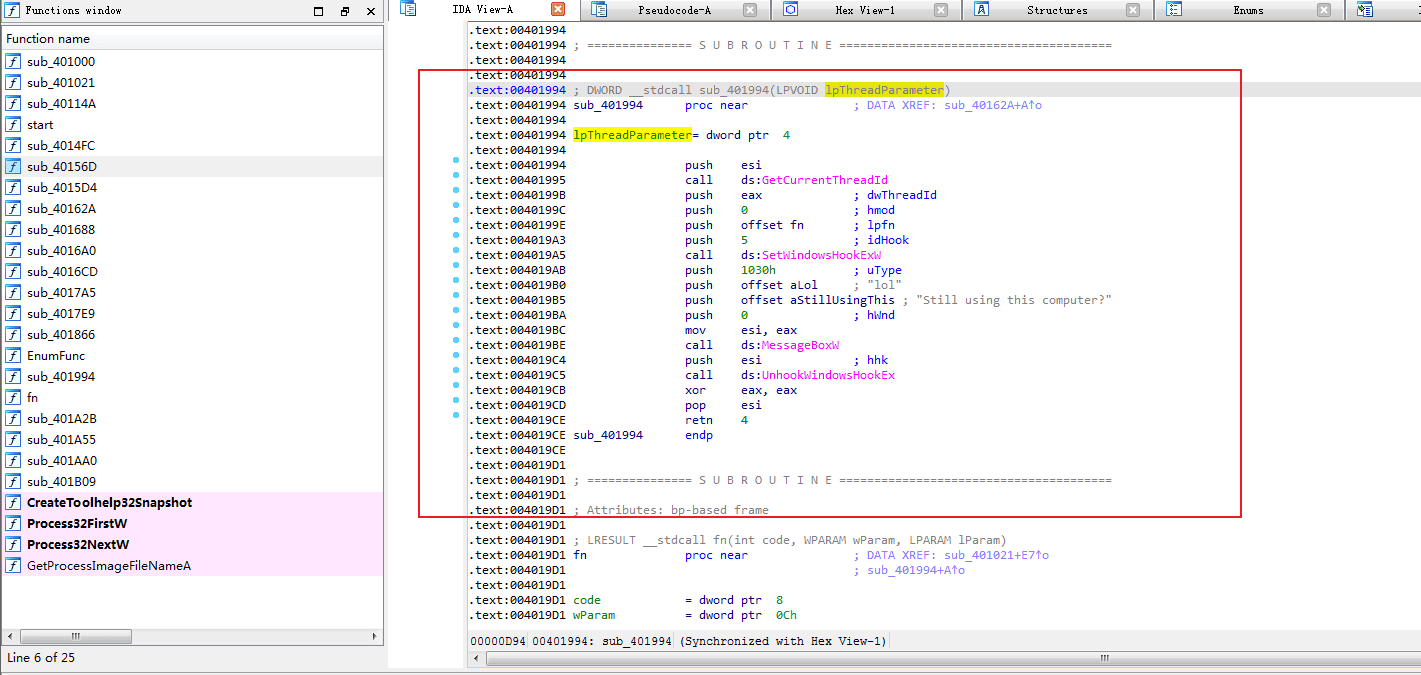 Functions window
Function name
sub_401000
sub_401021
sub_40114A
start
sub_4014FC
sub_40156D
sub_4015D4
sub_40162A
sub_401688
sub_4016A0
sub_4016CD
sub_4017A5
sub_4017E9
sub_401866
EnumFunc
sub_401994
fn
sub_401A2B
sub_401A55
sub_401AA0
sub_401B09
CreateToolhelp32Snapshot
Process32FirstW
Process32NextW
GetProcessImageFileNameA
Line 6 of 25
IDA View-A Pseudocode-A Hex View-1 Structures Enums
.text:00401994
.text:00401994 ; =============== S U B R O U T I N E =======================================
.text:00401994
.text:00401994
.text:00401994 ; DWORD __stdcall sub_401994(LPVOID lpThreadParameter)
.text:00401994 sub_401994 proc near ; DATA XREF: sub_40162A+A↑o
.text:00401994
.text:00401994 lpThreadParameter= dword ptr 4
.text:00401994
.text:00401994 push esi
.text:00401995 call ds:GetCurrentThreadId
.text:0040199B push eax ; dwThreadId
.text:0040199C push 0 ; hmod
.text:0040199E push offset fn ; lpfn
.text:004019A3 push 5 ; idHook
.text:004019A5 call ds:SetWindowsHookExW
.text:004019AB push 1030h ; uType
.text:004019B0 push offset aLol ; "lol"
.text:004019B5 push offset aStillUsingThis ; "Still using this computer?"
.text:004019BA push 0 ; hWnd
.text:004019BC mov esi, eax
.text:004019BE call ds:MessageBoxW
.text:004019C4 push esi ; hhk
.text:004019C5 call ds:UnhookWindowsHookEx
.text:004019CB xor eax, eax
.text:004019CD pop esi
.text:004019CE retn 4
.text:004019CE sub_401994 endp
.text:004019CE
.text:004019D1
.text:004019D1 ; =============== S U B R O U T I N E =======================================
.text:004019D1
.text:004019D1 ; Attributes: bp-based frame
.text:004019D1
.text:004019D1 ; LRESULT __stdcall fn(int code, WPARAM wParam, LPARAM lParam)
.text:004019D1 fn proc near ; DATA XREF: sub_401021+E7↑o
.text:004019D1 ; sub_401994+A↑o
.text:004019D1
.text:004019D1 code = dword ptr 8
.text:004019D1 wParam = dword ptr 0Ch
00000D94 00401994: sub_401994 (Synchronized with Hex View-1)